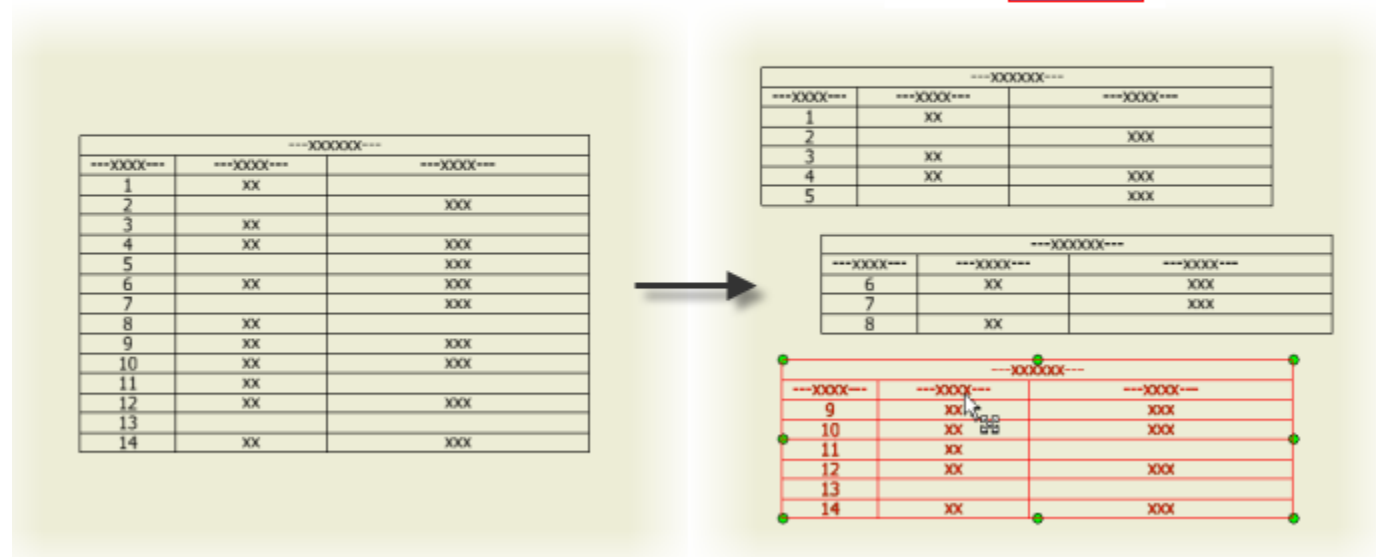 ---XXXXXX---
---XXXX--- ---XXXX--- ---XXXX---
1 XX
2 XXX
3 XX
4 XX XXX
5 XXX
6 XX XXX
7 XXX
8 XX
9 XX XXX
10 XX XXX
11 XX
12 XX XXX
13
14 XX XXX
---XXXXXX---
---XXXX--- ---XXXX--- ---XXXX---
1 XX
2 XXX
3 XX
4 XX XXX
5 XXX
---XXXXXX---
---XXXX--- ---XXXX--- ---XXXX---
6 XX XXX
7 XXX
8 XX
---XXXXXX---
---XXXX--- ---XXXX--- ---XXXX---
9 XX XXX
10 XX XXX
11 XX
12 XX XXX
13
14 XX XXX